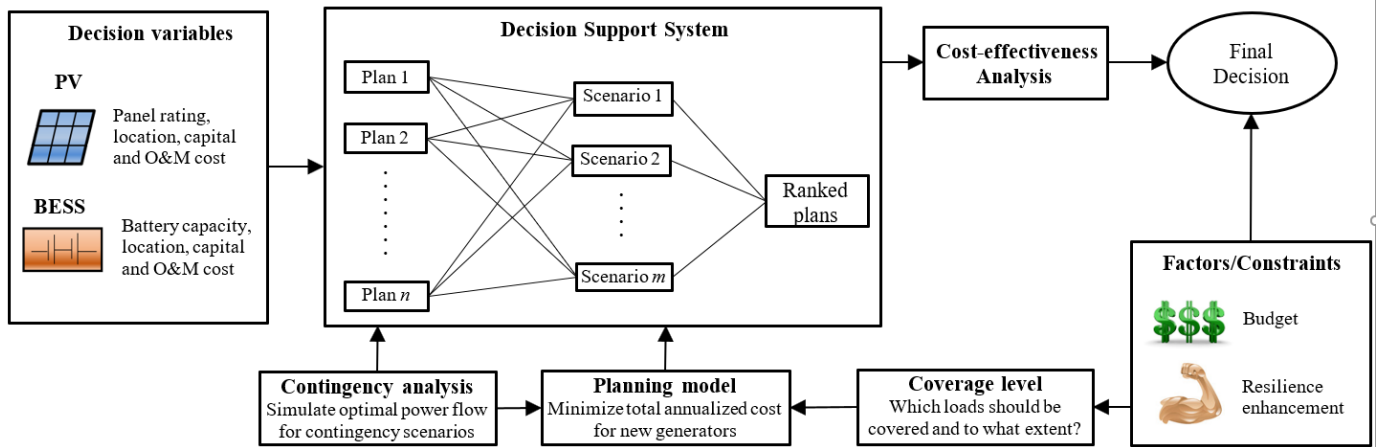 Decision variables
PV
Panel rating,
location, capital
and O&M cost
BESS
Battery capacity,
location, capital
and O&M cost
Decision Support System
Plan 1
Plan 2
Plan n
Scenario 1
Scenario 2
Scenario m
Ranked
plans
Cost-effectiveness
Analysis
Final
Decision
Contingency analysis
Simulate optimal power flow
for contingency scenarios
Planning model
Minimize total annualized cost
for new generators
Coverage level
Which loads should be
covered and to what extent?
Factors/Constraints
$$$
Budget
Resilience
enhancement